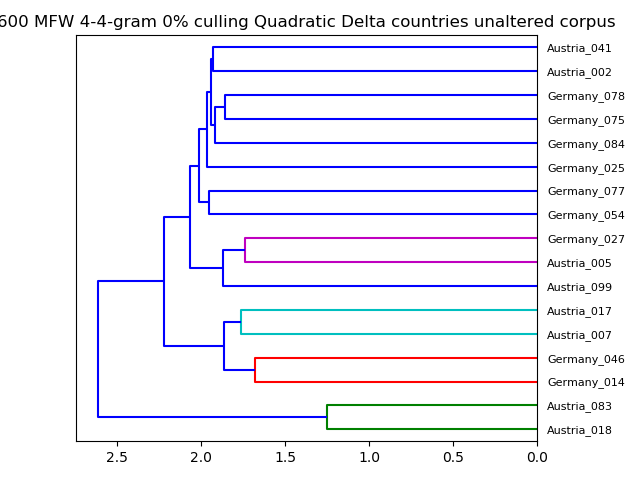 600 MFW 4-4-gram 0% culling Quadratic Delta countries unaltered corpus
Austria_041
Austria_002
Germany_078
Germany_075
Germany_084
Germany_025
Germany_077
Germany_054
Germany_027
Austria_005
Austria_099
Austria_017
Austria_007
Germany_046
Germany_014
Austria_083
Austria_018
2.5 2.0 1.5 1.0 0.5 0.0